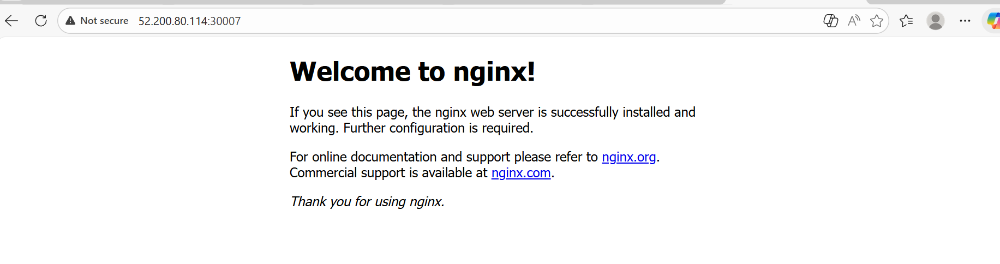 Not secure 52.200.80.114:30007
Welcome to nginx!
If you see this page, the nginx web server is successfully installed and
working. Further configuration is required.
For online documentation and support please refer to nginx.org.
Commercial support is available at nginx.com.
Thank you for using nginx.